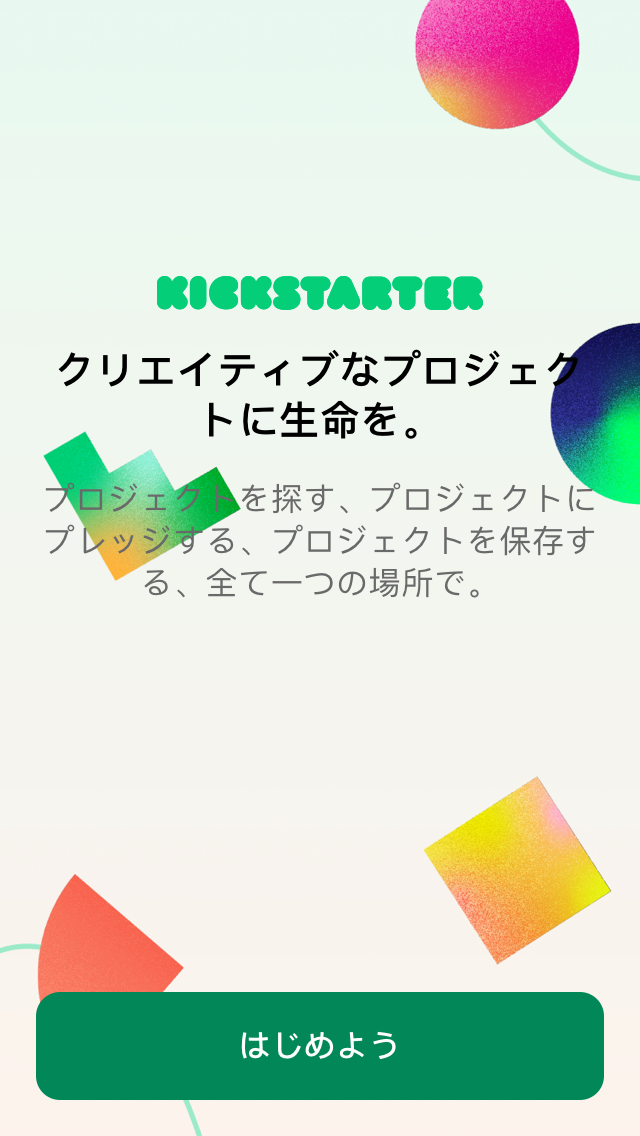 KICKSTARTER
クリエイティブなプロジェク
トに生命を。
プロジェクトを探す、プロジェクトに
プレッジする、プロジェクトを保存す
る、全て一つの場所で。
はじめよう